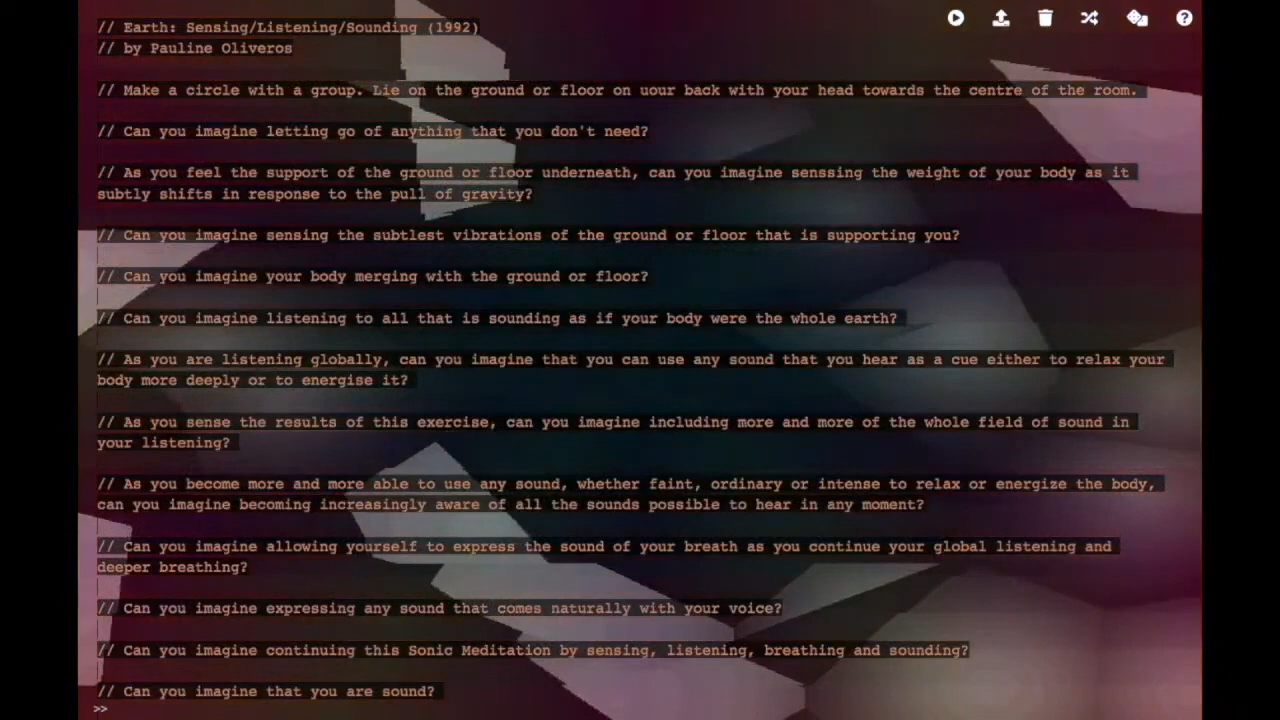 // Earth: Sensing/Listening/Sounding (1992)
// by Pauline Oliveros
// Make a circle with a group. Lie on the ground or floor on uour back with your head towards the centre of the room.
// Can you imagine letting go of anything that you don't need?
// As you feel the support of the ground or floor underneath, can you imagine senssing the weight of your body as it
subtly shifts in response to the pull of gravity?
// Can you imagine sensing the subtlest vibrations of the ground or floor that is supporting you?
// Can you imagine your body merging with the ground or floor?
// Can you imagine listening to all that is sounding as if your body were the whole earth?
// As you are listening globally, can you imagine that you can use any sound that you hear as a cue either to relax your
body more deeply or to energise it?
// As you sense the results of this exercise, can you imagine including more and more of the whole field of sound in
your listening?
// As you become more and more able to use any sound, whether faint, ordinary or intense to relax or energize the body,
can you imagine becoming increasingly aware of all the sounds possible to hear in any moment?
// Can you imagine allowing yourself to express the sound of your breath as you continue your global listening and
deeper breathing?
// Can you imagine expressing any sound that comes naturally with your voice?
// Can you imagine continuing this Sonic Meditation by sensing, listening, breathing and sounding?
// Can you imagine that you are sound?
>>